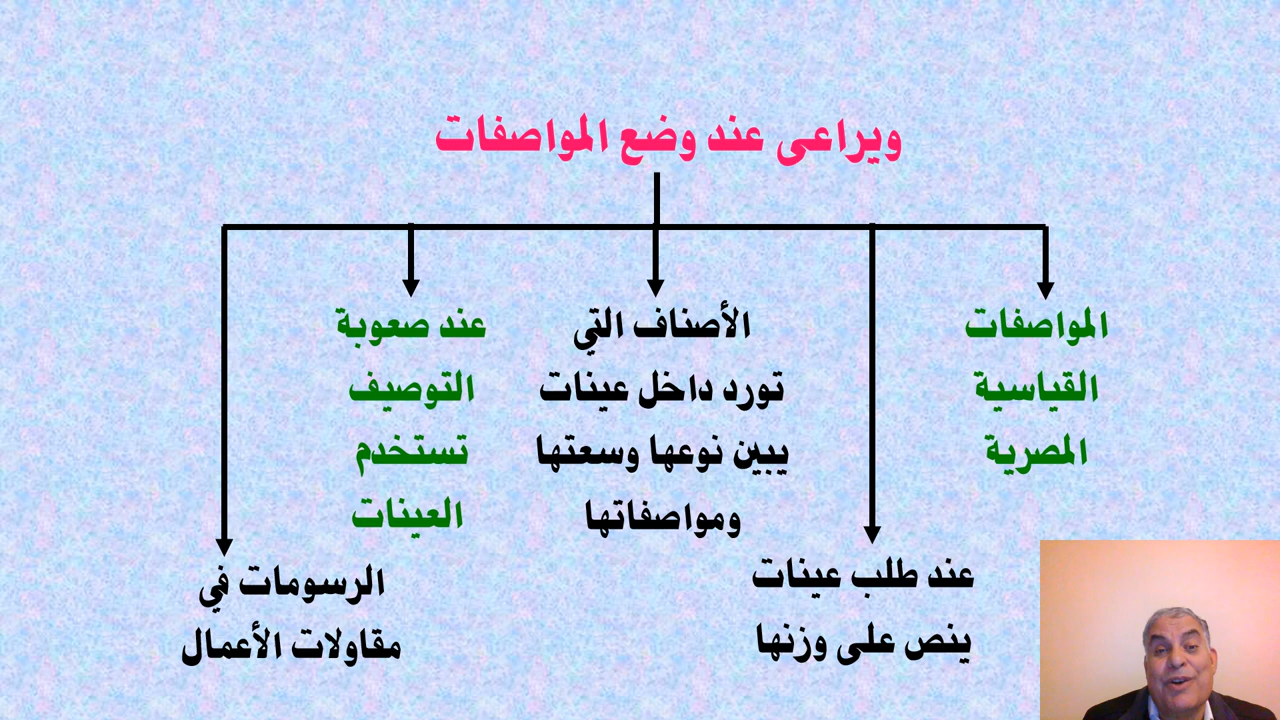 ويراعى عند وضع المواصفات
المواصفات
القياسية
المصرية
عند طلب عينات
ينص على وزنها
الأصناف التي
تورد داخل عينات
يبين نوعها وسعتها
ومواصفاتها
عند صعوبة
التوصيف
تستخدم
العينات
الرسومات في
مقاولات الأعمال